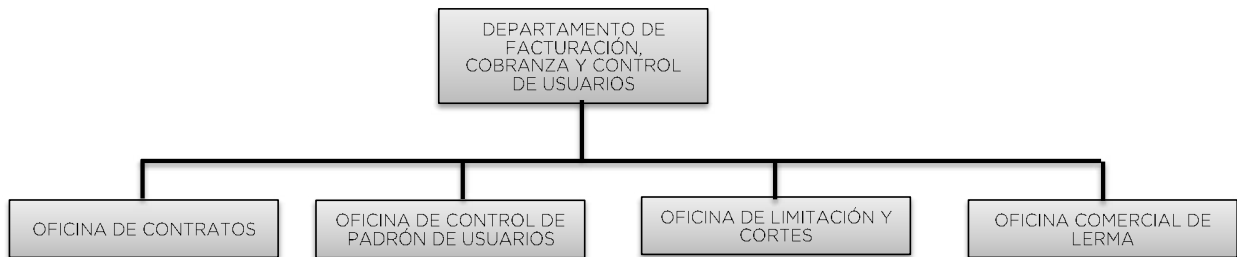 DEPARTAMENTO DE
FACTURACIÓN,
COBRANZA Y CONTROL
DE USUARIOS
OFICINA DE CONTRATOS
OFICINA DE CONTROL DE
PADRÓN DE USUARIOS
OFICINA DE LIMITACIÓN Y
CORTES
OFICINA COMERCIAL DE
LERMA